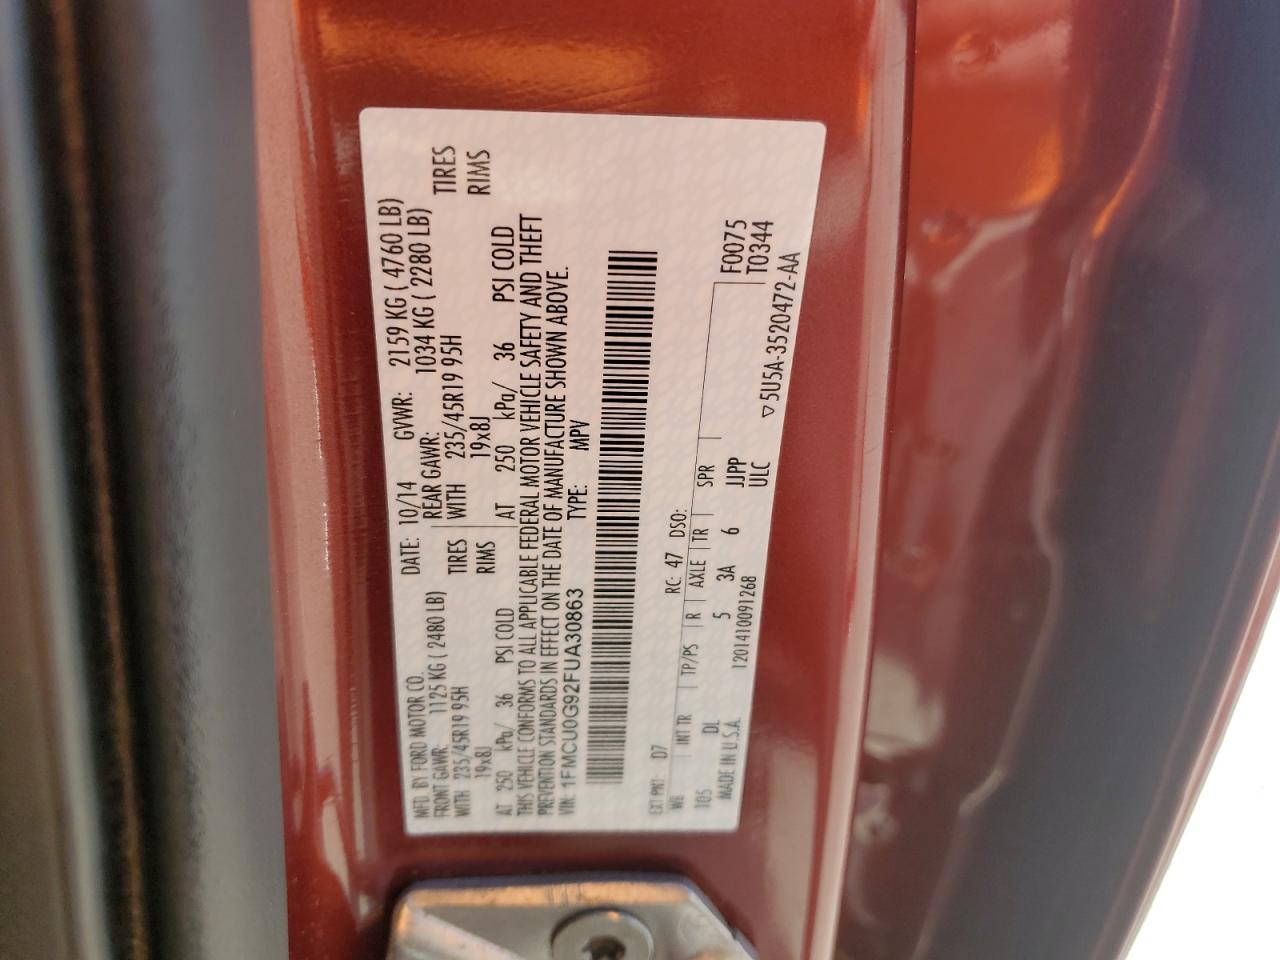 MFD. BY FORD MOTOR CO. DATE: 10/14 GVWR: 2159 KG ( 4760 LB)
FRONT GAWR: 1125 KG ( 2480 LB) REAR GAWR: 1034 KG ( 2280 LB)
WITH 235/45R19 95H TIRES WITH 235/45R19 95H TIRES
19x8J RIMS 19x8J RIMS
AT 250 kPa/ 36 PSI COLD AT 250 kPa/ 36 PSI COLD
THIS VEHICLE CONFORMS TO ALL APPLICABLE FEDERAL MOTOR VEHICLE SAFETY AND THEFT
PREVENTION STANDARDS IN EFFECT ON THE DATE OF MANUFACTURE SHOWN ABOVE.
VIN: 1FMCU0G92FUA30863 TYPE: MPV
EXT PNT: D7 RC: 47 DSO:
WB INT TR TP/PS R AXLE TR SPR F0075
105 DL 5 3A 6 JJPP T0344
MADE IN U.S.A. 1201410091268 ULC ▽5U5A-3520472-AA